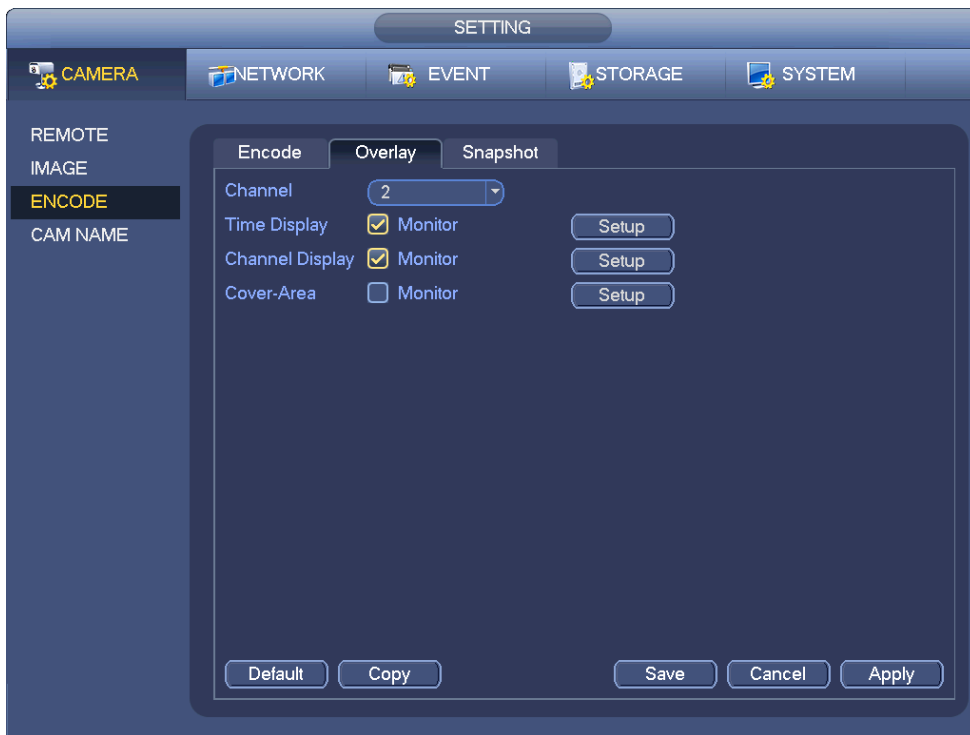 SETTING
CAMERA NETWORK EVENT STORAGE SYSTEM
REMOTE
IMAGE
ENCODE
CAM NAME
Encode Overlay Snapshot
Channel 2
Time Display Monitor Setup
Channel Display Monitor Setup
Cover-Area Monitor Setup
Default Copy Save Cancel Apply